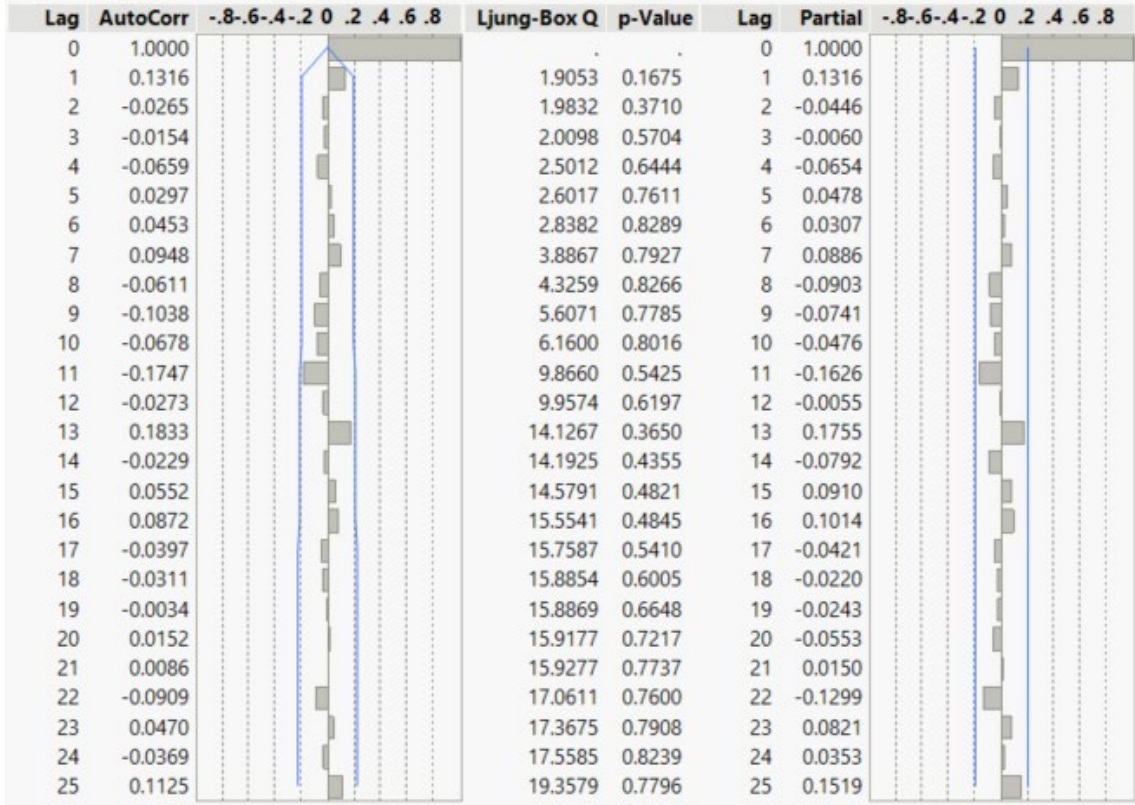 Lag AutoCorr -.8-.6-.4-.2 0 .2 .4 .6 .8 Ljung-Box Q p-Value Lag Partial -.8-.6-.4-.2 0 .2 .4 .6 .8
0 1.0000 . . 0 1.0000
1 0.1316 1.9053 0.1675 1 0.1316
2 -0.0265 1.9832 0.3710 2 -0.0446
3 -0.0154 2.0098 0.5704 3 -0.0060
4 -0.0659 2.5012 0.6444 4 -0.0654
5 0.0297 2.6017 0.7611 5 0.0478
6 0.0453 2.8382 0.8289 6 0.0307
7 0.0948 3.8867 0.7927 7 0.0886
8 -0.0611 4.3259 0.8266 8 -0.0903
9 -0.1038 5.6071 0.7785 9 -0.0741
10 -0.0678 6.1600 0.8016 10 -0.0476
11 -0.1747 9.8660 0.5425 11 -0.1626
12 -0.0273 9.9574 0.6197 12 -0.0055
13 0.1833 14.1267 0.3650 13 0.1755
14 -0.0229 14.1925 0.4355 14 -0.0792
15 0.0552 14.5791 0.4821 15 0.0910
16 0.0872 15.5541 0.4845 16 0.1014
17 -0.0397 15.7587 0.5410 17 -0.0421
18 -0.0311 15.8854 0.6005 18 -0.0220
19 -0.0034 15.8869 0.6648 19 -0.0243
20 0.0152 15.9177 0.7217 20 -0.0553
21 0.0086 15.9277 0.7737 21 0.0150
22 -0.0909 17.0611 0.7600 22 -0.1299
23 0.0470 17.3675 0.7908 23 0.0821
24 -0.0369 17.5585 0.8239 24 0.0353
25 0.1125 19.3579 0.7796 25 0.1519